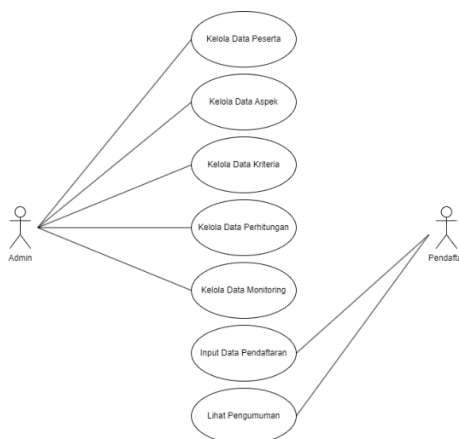 Kelola Data Peserta
Kelola Data Aspek
Kelola Data Kriteria
Kelola Data Perhitungan
Admin
Pendafta
Kelola Data Monitoring
Input Data Pendaftaran
Lihat Pengumuman